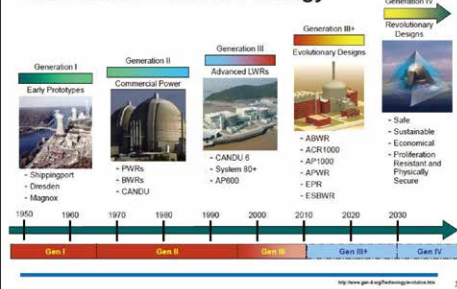 Generation I
Early Prototypes
- Shippingport
- Dresden
- Magnox
Generation II
Commercial Power
- PWRs
- BWRs
- CANDU
Generation III
Advanced LWRs
- CANDU 6
- System 80+
- AP600
Generation III+
Evolutionary Designs
- ABWR
- ACR1000
- AP1000
- APWR
- EPR
- ESBWR
Generation IV
Revolutionary
Designs
- Safe
- Sustainable
- Economical
- Proliferation
Resistant and
Physically
Secure
1950 1960 1970 1980 1990 2000 2010 2020 2030
Gen I Gen II Gen III Gen III+ Gen IV